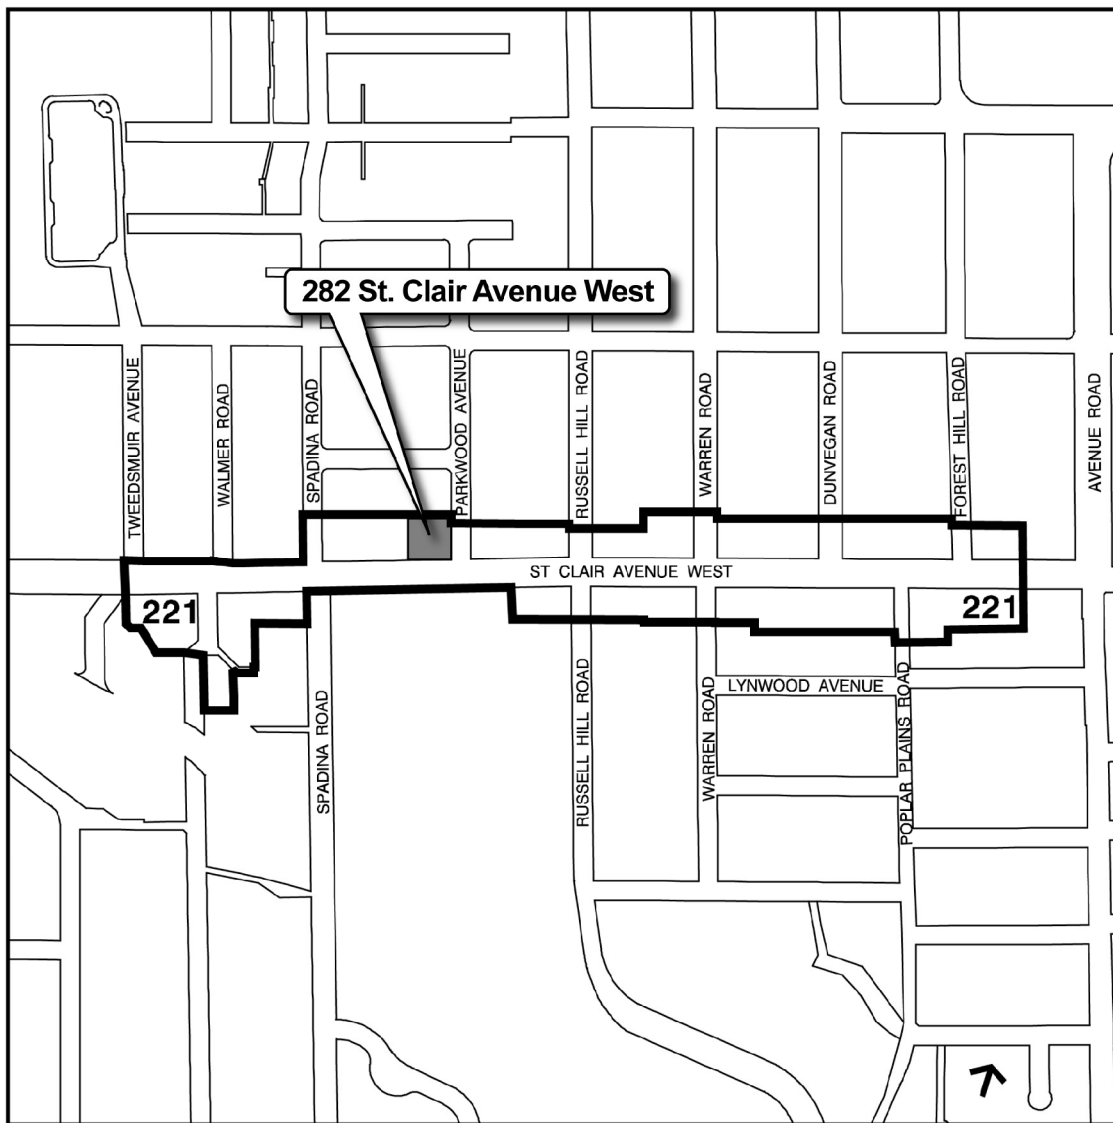 282 St. Clair Avenue West
TWEEDSMUIR AVENUE
WALMER ROAD
SPADINA ROAD
PARKWOOD AVENUE
RUSSELL HILL ROAD
WARREN ROAD
DUNVEGAN ROAD
FOREST HILL ROAD
AVENUE ROAD
ST CLAIR AVENUE WEST
221
221
SPADINA ROAD
RUSSELL HILL ROAD
WARREN ROAD
LYNWOOD AVENUE
POPLAR PLAINS ROAD